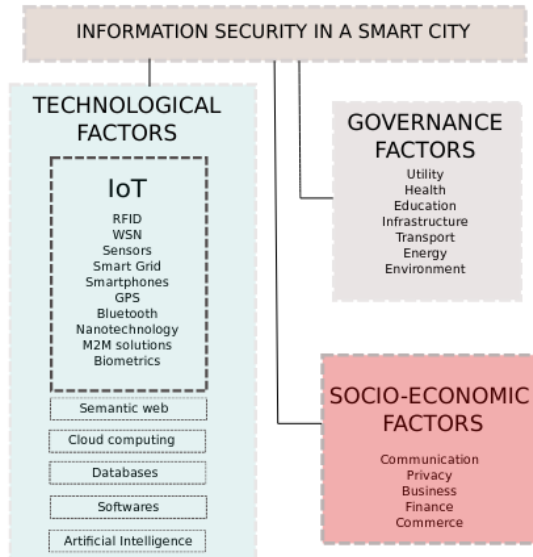 INFORMATION SECURITY IN A SMART CITY
TECHNOLOGICAL
FACTORS
IoT
RFID
WSN
Sensors
Smart Grid
Smartphones
GPS
Bluetooth
Nanotechnology
M2M solutions
Biometrics
Semantic web
Cloud computing
Databases
Softwares
Artificial Intelligence
GOVERNANCE
FACTORS
Utility
Health
Education
Infrastructure
Transport
Energy
Environment
SOCIO-ECONOMIC
FACTORS
Communication
Privacy
Business
Finance
Commerce